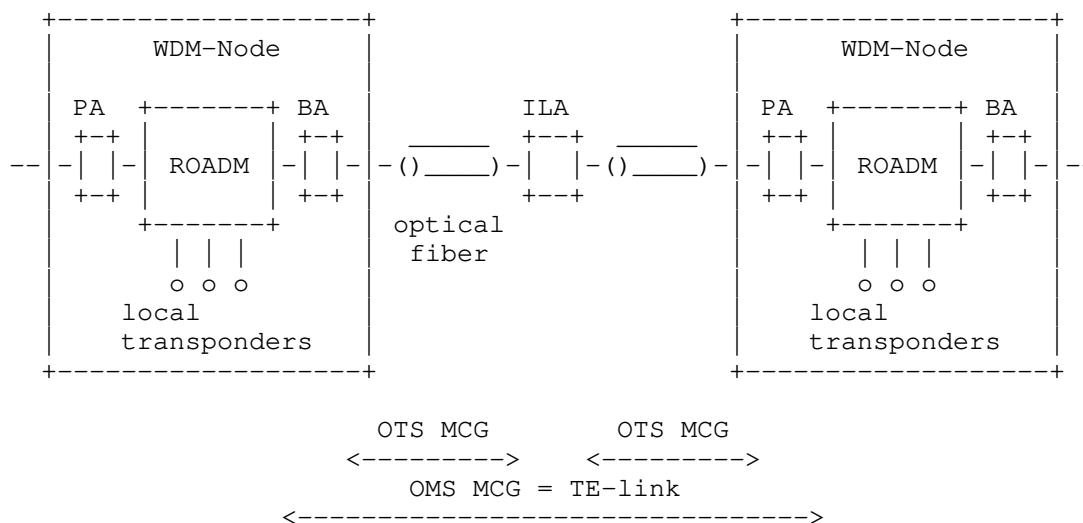 WDM-Node WDM-Node
PA BA ILA PA BA
ROADM ROADM
optical
fiber
o o o o o o
local local
transponders transponders
OTS MCG OTS MCG
OMS MCG = TE-link